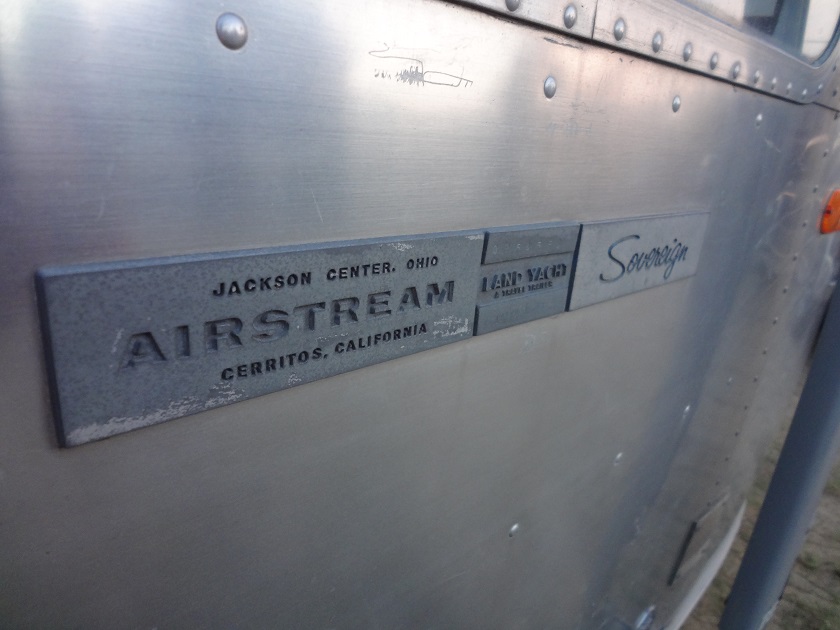 JACKSON CENTER, OHIO
AIRSTREAM
CERRITOS, CALIFORNIA
LAND YACHT
Sovereign